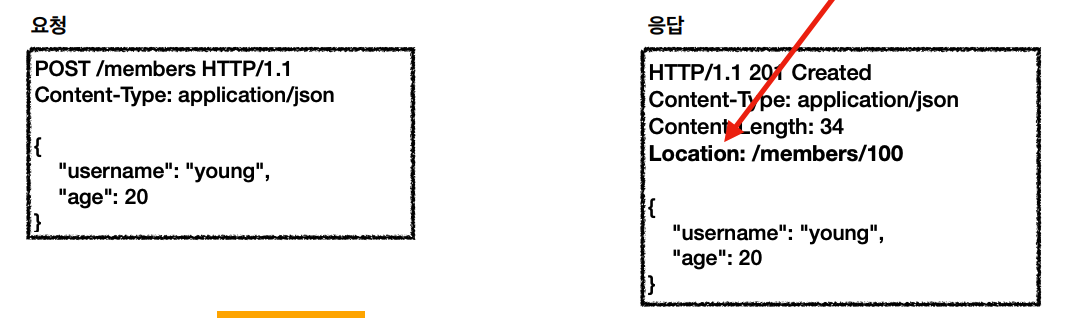 요청
POST /members HTTP/1.1
Content-Type: application/json
{
"username": "young",
"age": 20
}
응답
HTTP/1.1 201 Created
Content-Type: application/json
Content-Length: 34
Location: /members/100
{
"username": "young",
"age": 20
}